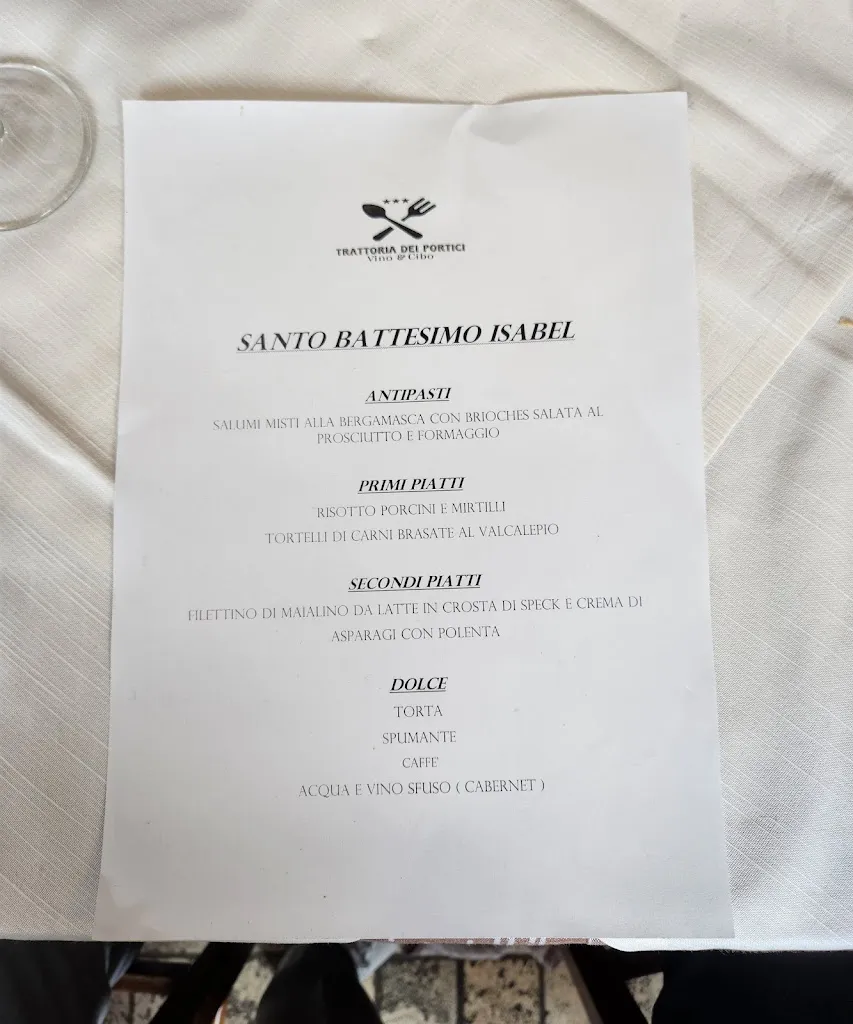 TRATTORIA DEI PORTICI
Vino & Cibo
SANTO BATTESIMO ISABEL
ANTIPASTI
SALUMI MISTI ALLA BERGAMASCA CON BRIOCHES SALATA AL
PROSCIUTTO E FORMAGGIO
PRIMI PIATTI
RISOTTO PORCINI E MIRTILLI
TORTELLI DI CARNI BRASATE AL VALCALEPIO
SECONDI PIATTI
FILETTINO DI MAIALINO DA LATTE IN CROSTA DI SPECK E CREMA DI
ASPARAGI CON POLENTA
DOLCE
TORTA
SPUMANTE
CAFFE'
ACQUA E VINO SFUSO ( CABERNET )